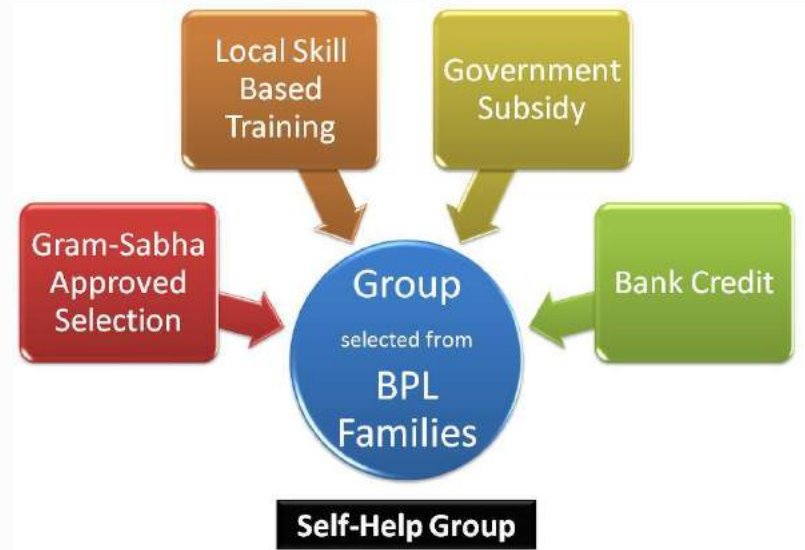 Local Skill
Based
Training
Government
Subsidy
Gram-Sabha
Approved
Selection
Group
selected from
BPL
Families
Bank Credit
Self-Help Group